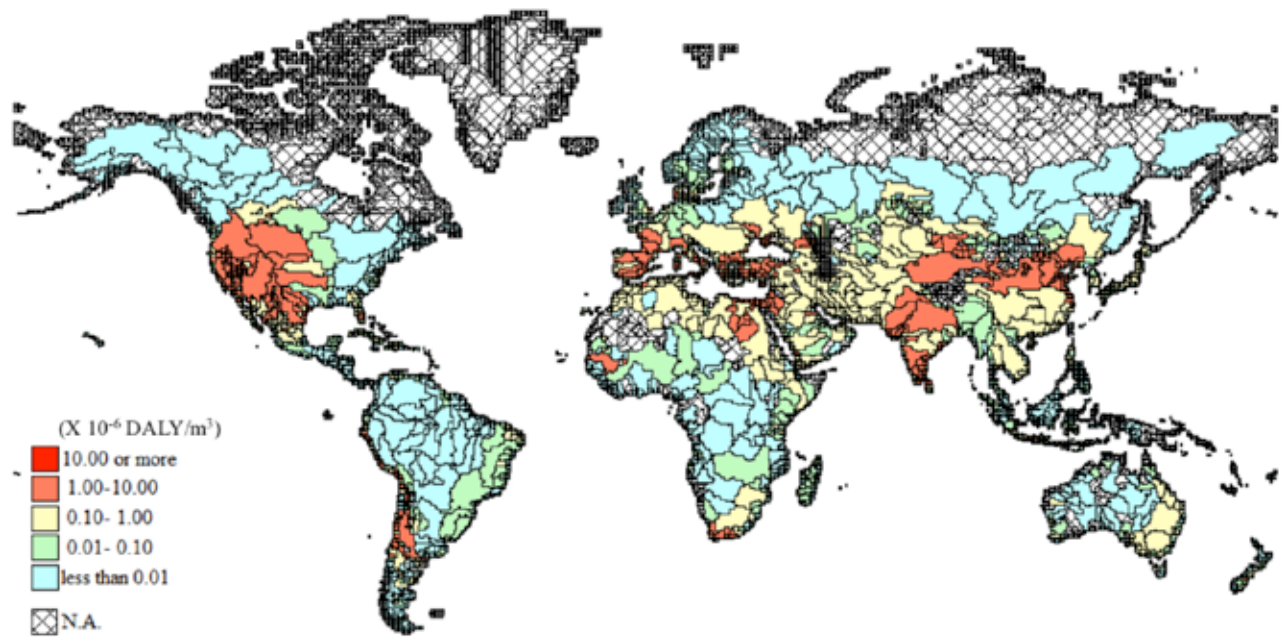 (X 10⁻⁶ DALY/m³)
10.00 or more
1.00-10.00
0.10- 1.00
0.01- 0.10
less than 0.01
N.A.